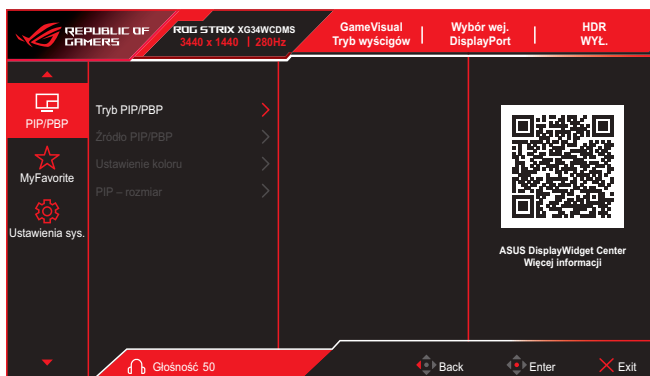 REPUBLIC OF
GAMERS
ROG STRIX XG34WCDMS
3440 x 1440 | 280Hz
GameVisual
Tryb wyścigów
Wybór wej.
DisplayPort
HDR
WYŁ.
PIP/PBP
MyFavorite
Ustawienia sys.
Tryb PIP/PBP
Źródło PIP/PBP
Ustawienie koloru
PIP – rozmiar
ASUS DisplayWidget Center
Więcej informacji
Głośność 50
Back
Enter
Exit